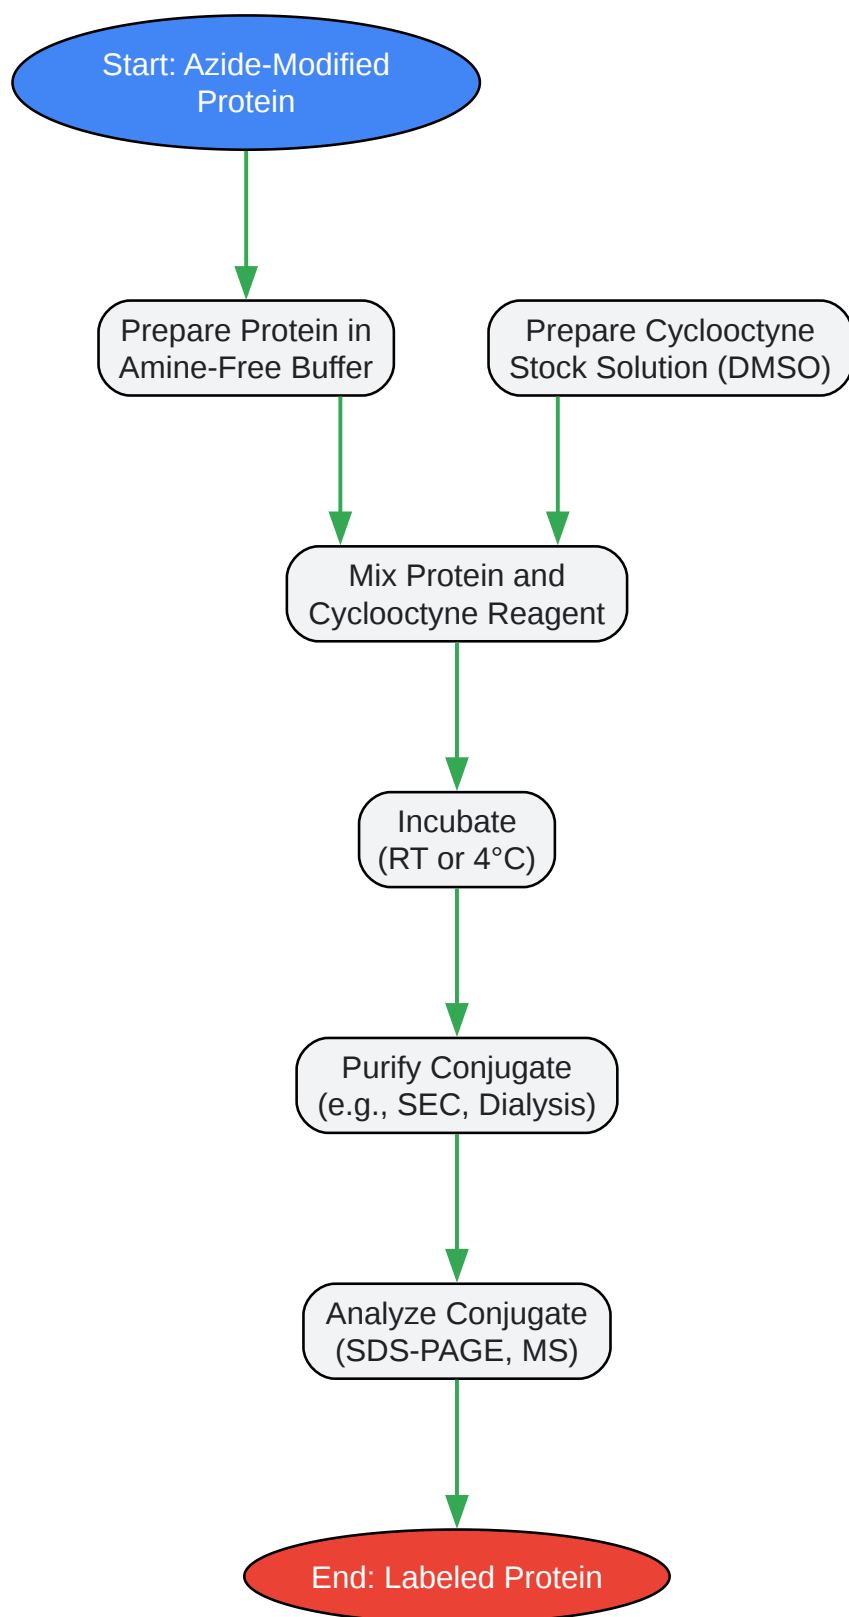 Start: Azide-Modified
Protein
Prepare Protein in
Amine-Free Buffer
Prepare Cyclooctyne
Stock Solution (DMSO)
Mix Protein and
Cyclooctyne Reagent
Incubate
(RT or 4°C)
Purify Conjugate
(e.g., SEC, Dialysis)
Analyze Conjugate
(SDS-PAGE, MS)
End: Labeled Protein